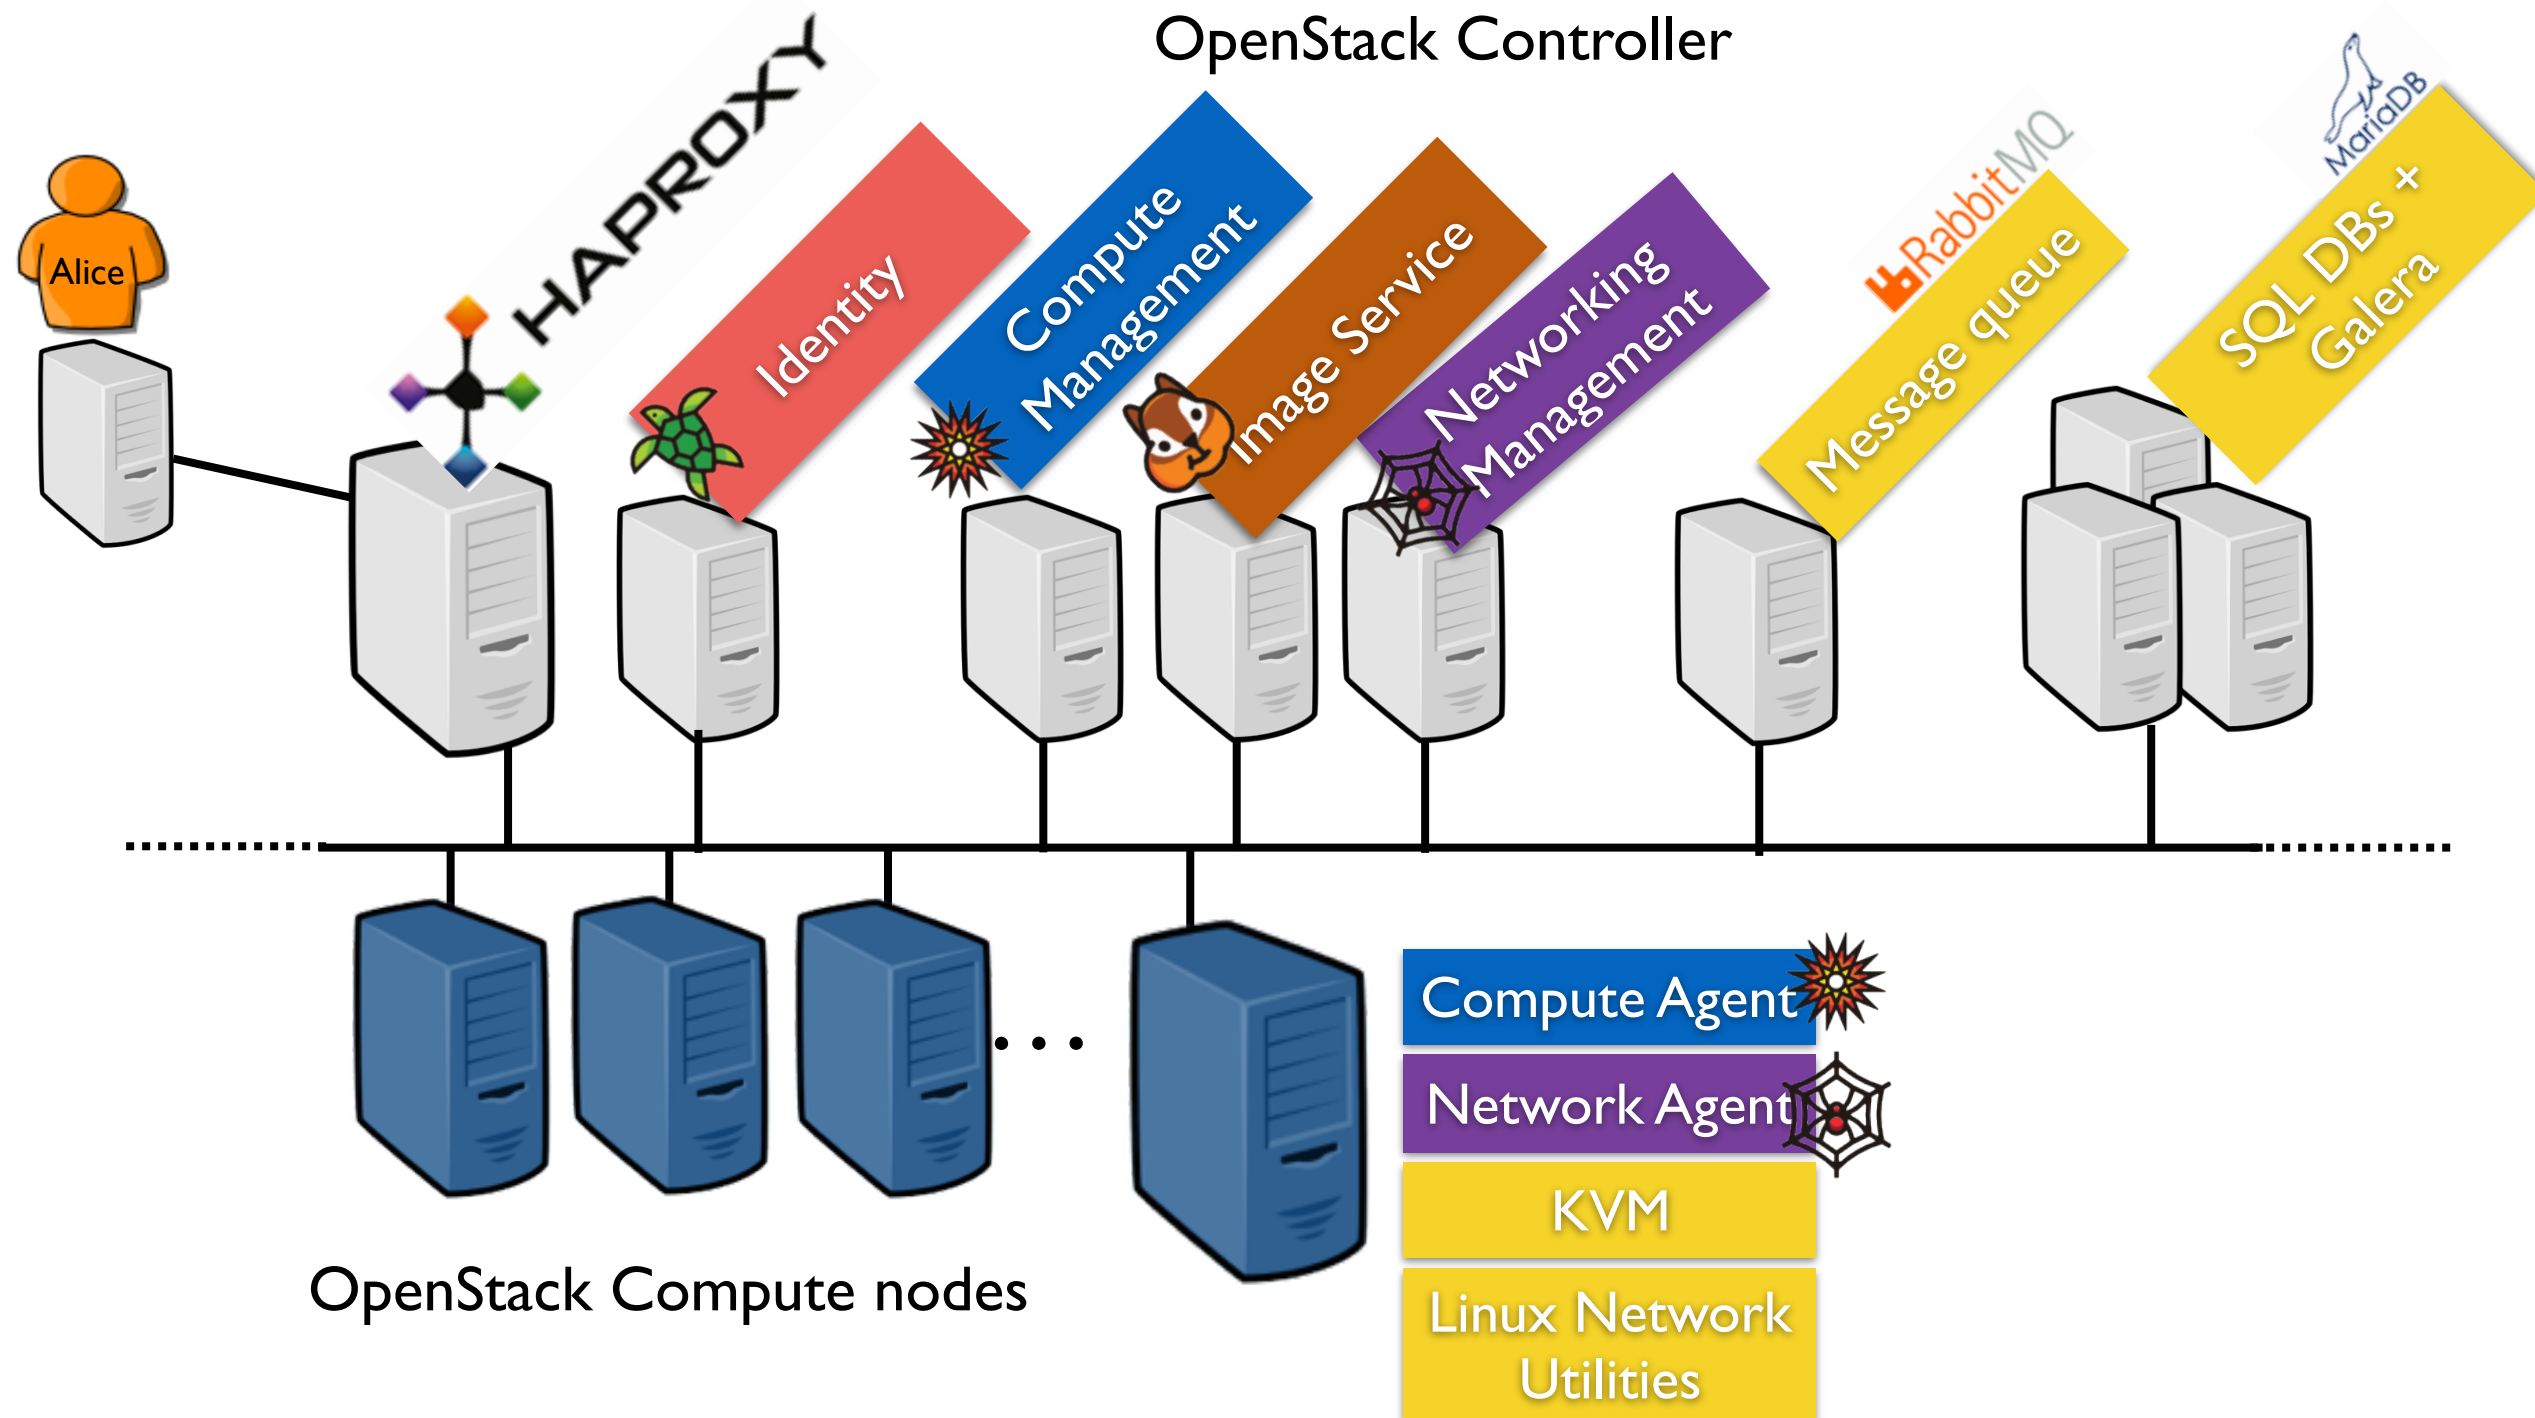 OpenStack Controller
Alice
HAPROXY
Identity
Compute
Management
Image Service
Networking
Management
RabbitMQ
Message queue
MariaDB
SQL DBs +
Galera
Compute Agent
Network Agent
KVM
Linux Network
Utilities
OpenStack Compute nodes
...